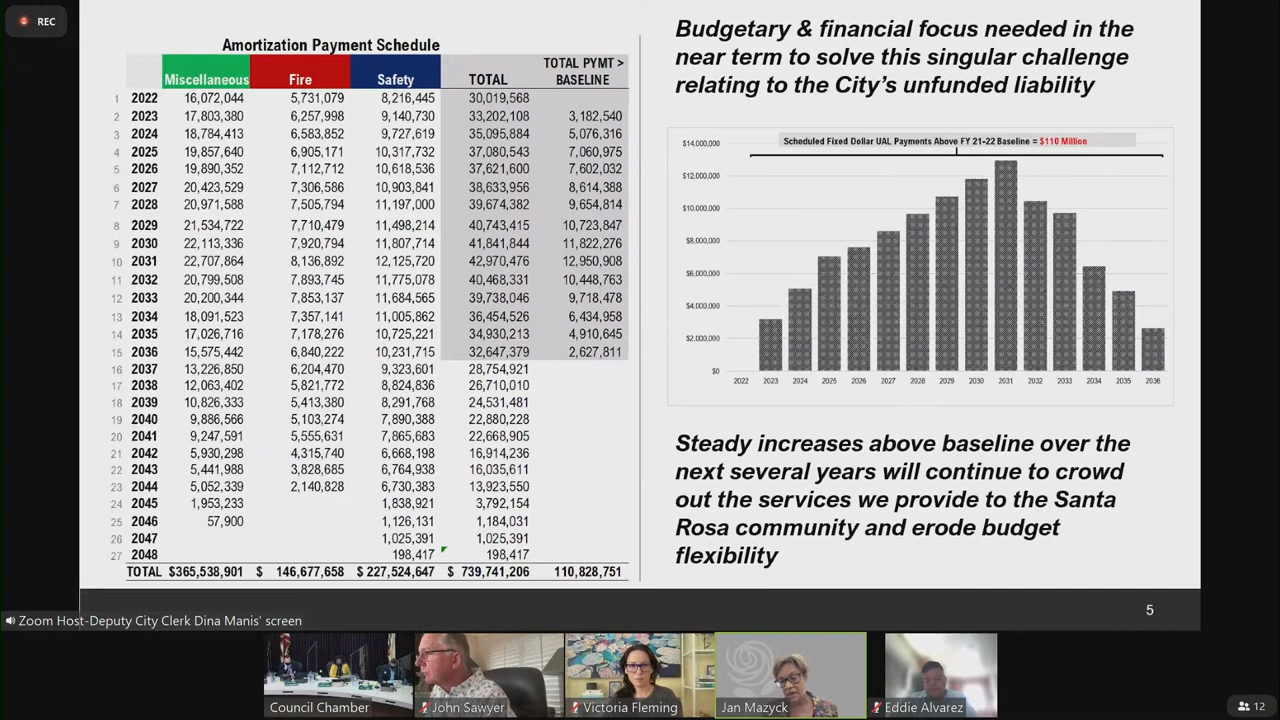 REC
Amortization Payment Schedule
Miscellaneous Fire Safety TOTAL TOTAL PYMT > BASELINE
1 2022 16,072,044 5,731,079 8,216,445 30,019,568
2 2023 17,803,380 6,257,998 9,140,730 33,202,108 3,182,540
3 2024 18,784,413 6,583,852 9,727,619 35,095,884 5,076,316
4 2025 19,857,640 6,905,171 10,317,732 37,080,543 7,060,975
5 2026 19,890,352 7,112,712 10,618,536 37,621,600 7,602,032
6 2027 20,423,529 7,306,586 10,903,841 38,633,956 8,614,388
7 2028 20,971,588 7,505,794 11,197,000 39,674,382 9,654,814
8 2029 21,534,722 7,710,479 11,498,214 40,743,415 10,723,847
9 2030 22,113,336 7,920,794 11,807,714 41,841,844 11,822,276
10 2031 22,707,864 8,136,892 12,125,720 42,970,476 12,950,908
11 2032 20,799,508 7,893,745 11,775,078 40,468,331 10,448,763
12 2033 20,200,344 7,853,137 11,684,565 39,738,046 9,718,478
13 2034 18,091,523 7,357,141 11,005,862 36,454,526 6,434,958
14 2035 17,026,716 7,178,276 10,725,221 34,930,213 4,910,645
15 2036 15,575,442 6,840,222 10,231,715 32,647,379 2,627,811
16 2037 13,226,850 6,204,470 9,323,601 28,754,921
17 2038 12,063,402 5,821,772 8,824,836 26,710,010
18 2039 10,826,333 5,413,380 8,291,768 24,531,481
19 2040 9,886,566 5,103,274 7,890,388 22,880,228
20 2041 9,247,591 5,555,631 7,865,683 22,668,905
21 2042 5,930,298 4,315,740 6,668,198 16,914,236
22 2043 5,441,988 3,828,685 6,764,938 16,035,611
23 2044 5,052,339 2,140,828 6,730,383 13,923,550
24 2045 1,953,233 1,838,921 3,792,154
25 2046 57,900 1,126,131 1,184,031
26 2047 1,025,391 1,025,391
27 2048 198,417 198,417
TOTAL $365,538,901 $ 146,677,658 $ 227,524,647 $ 739,741,206 110,828,751
Budgetary & financial focus needed in the
near term to solve this singular challenge
relating to the City's unfunded liability
Scheduled Fixed Dollar UAL Payments Above FY 21-22 Baseline = $110 Million
$14,000,000
$12,000,000
$10,000,000
$8,000,000
$6,000,000
$4,000,000
$2,000,000
$0
2022 2023 2024 2025 2026 2027 2028 2029 2030 2031 2032 2033 2034 2035 2036
Steady increases above baseline over the
next several years will continue to crowd
out the services we provide to the Santa
Rosa community and erode budget
flexibility
5
Zoom Host-Deputy City Clerk Dina Manis' screen
Council Chamber
John Sawyer
Victoria Fleming
Jan Mazyck
Eddie Alvarez
12